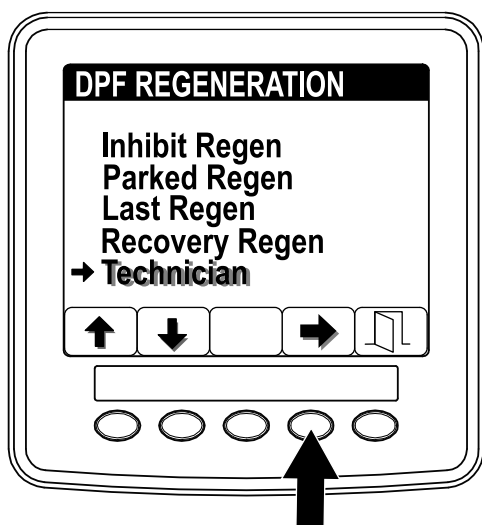 DPF REGENERATION
Inhibit Regen
Parked Regen
Last Regen
Recovery Regen
Technician